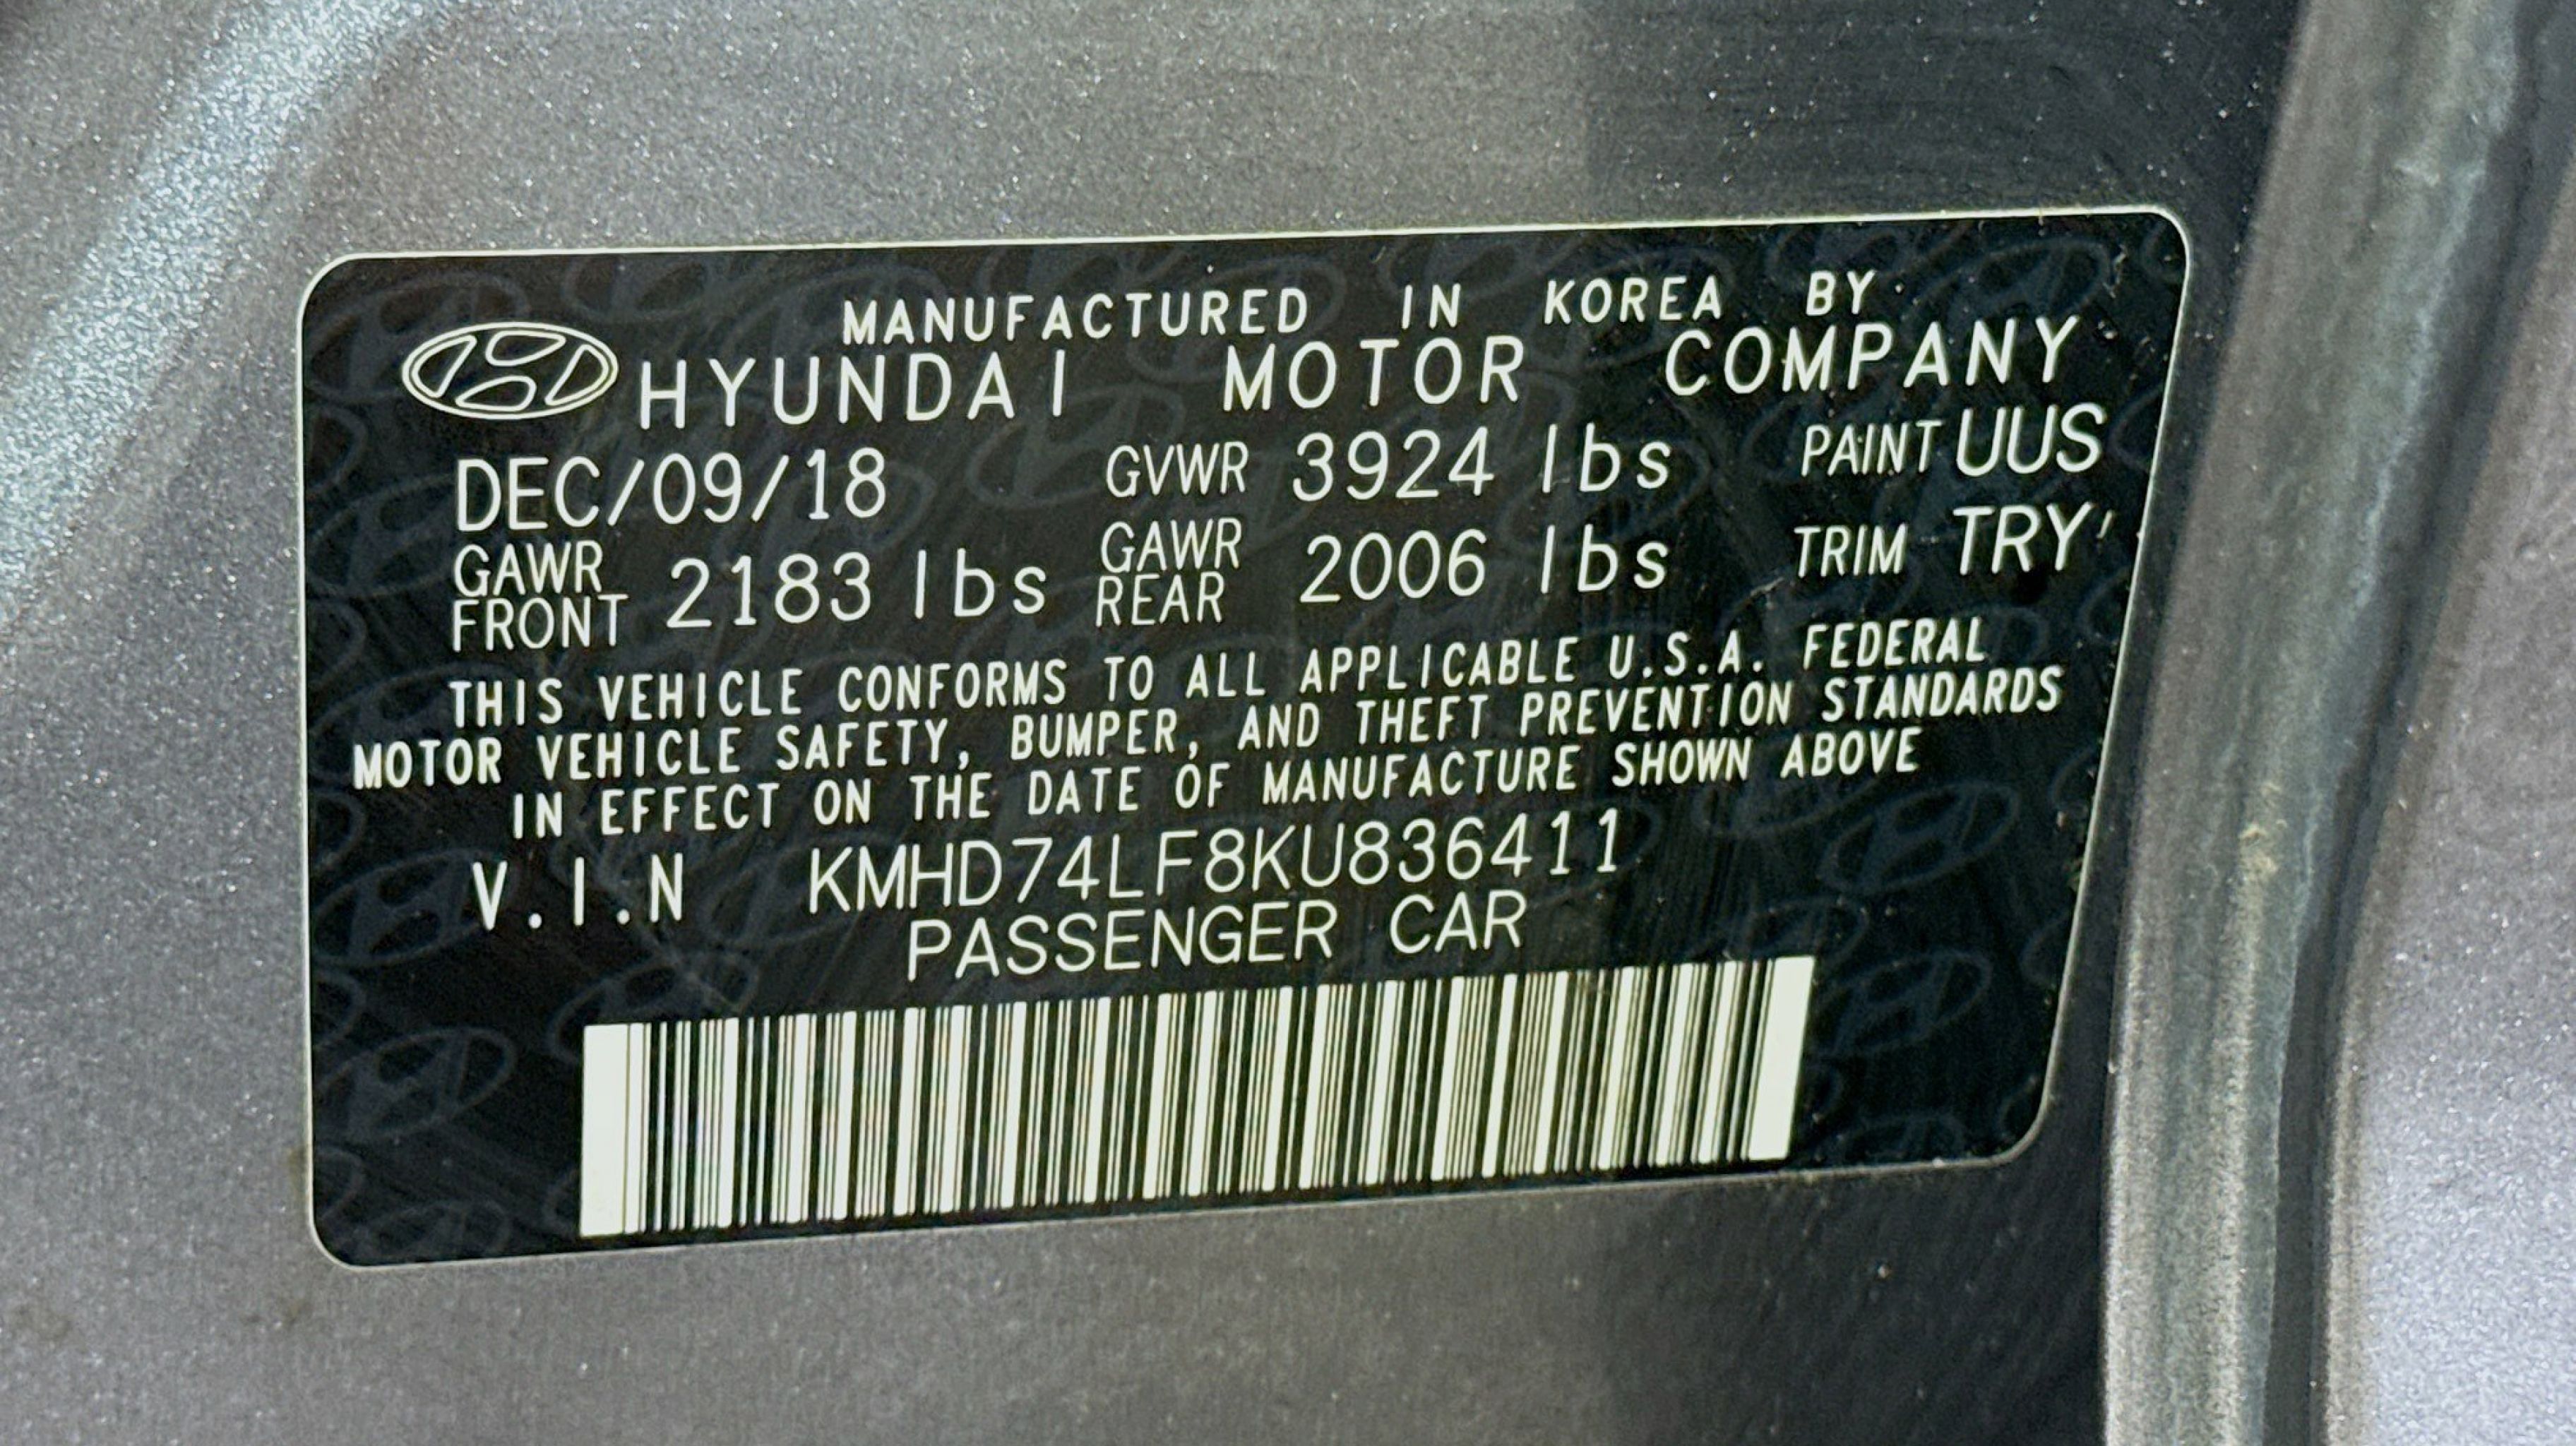 MANUFACTURED IN KOREA BY
HYUNDAI MOTOR COMPANY
DEC/09/18 GVWR 3924 lbs PAINT UUS
GAWR FRONT 2183 lbs GAWR REAR 2006 lbs TRIM TRY
THIS VEHICLE CONFORMS TO ALL APPLICABLE U.S.A. FEDERAL
MOTOR VEHICLE SAFETY, BUMPER, AND THEFT PREVENTION STANDARDS
IN EFFECT ON THE DATE OF MANUFACTURE SHOWN ABOVE
V.I.N KMHD74LF8KU836411
PASSENGER CAR